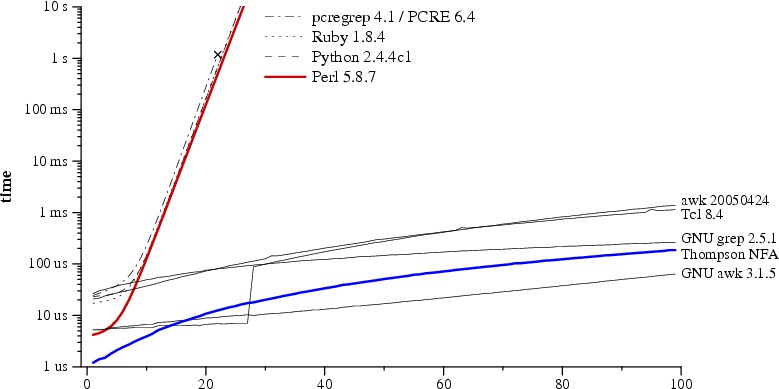 10 s
pcregrep 4.1 / PCRE 6.4
Ruby 1.8.4
1 s
Python 2.4.4c1
Perl 5.8.7
100 ms
10 ms
time
1 ms
awk 20050424
Tcl 8.4
GNU grep 2.5.1
100 us
Thompson NFA
GNU awk 3.1.5
10 us
1 us
0 20 40 60 80 100